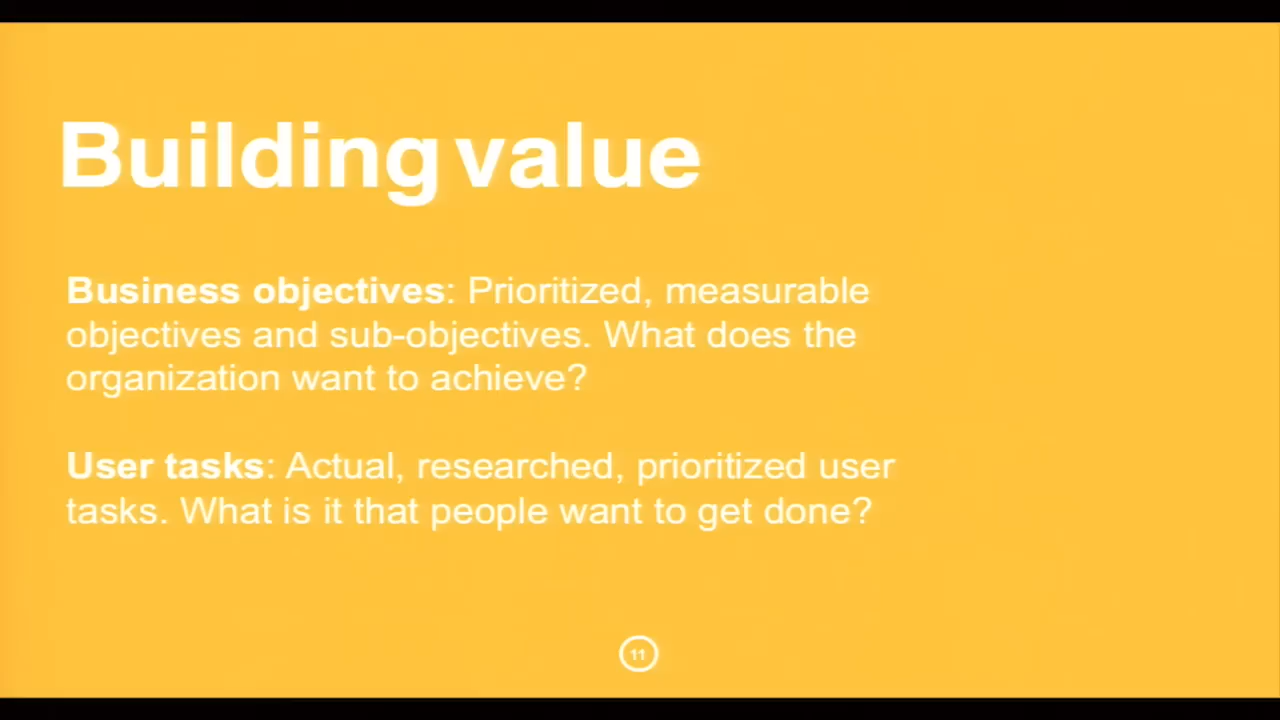 Building value
Business objectives: Prioritized, measurable
objectives and sub-objectives. What does the
organization want to achieve?
User tasks: Actual, researched, prioritized user
tasks. What is it that people want to get done?
11